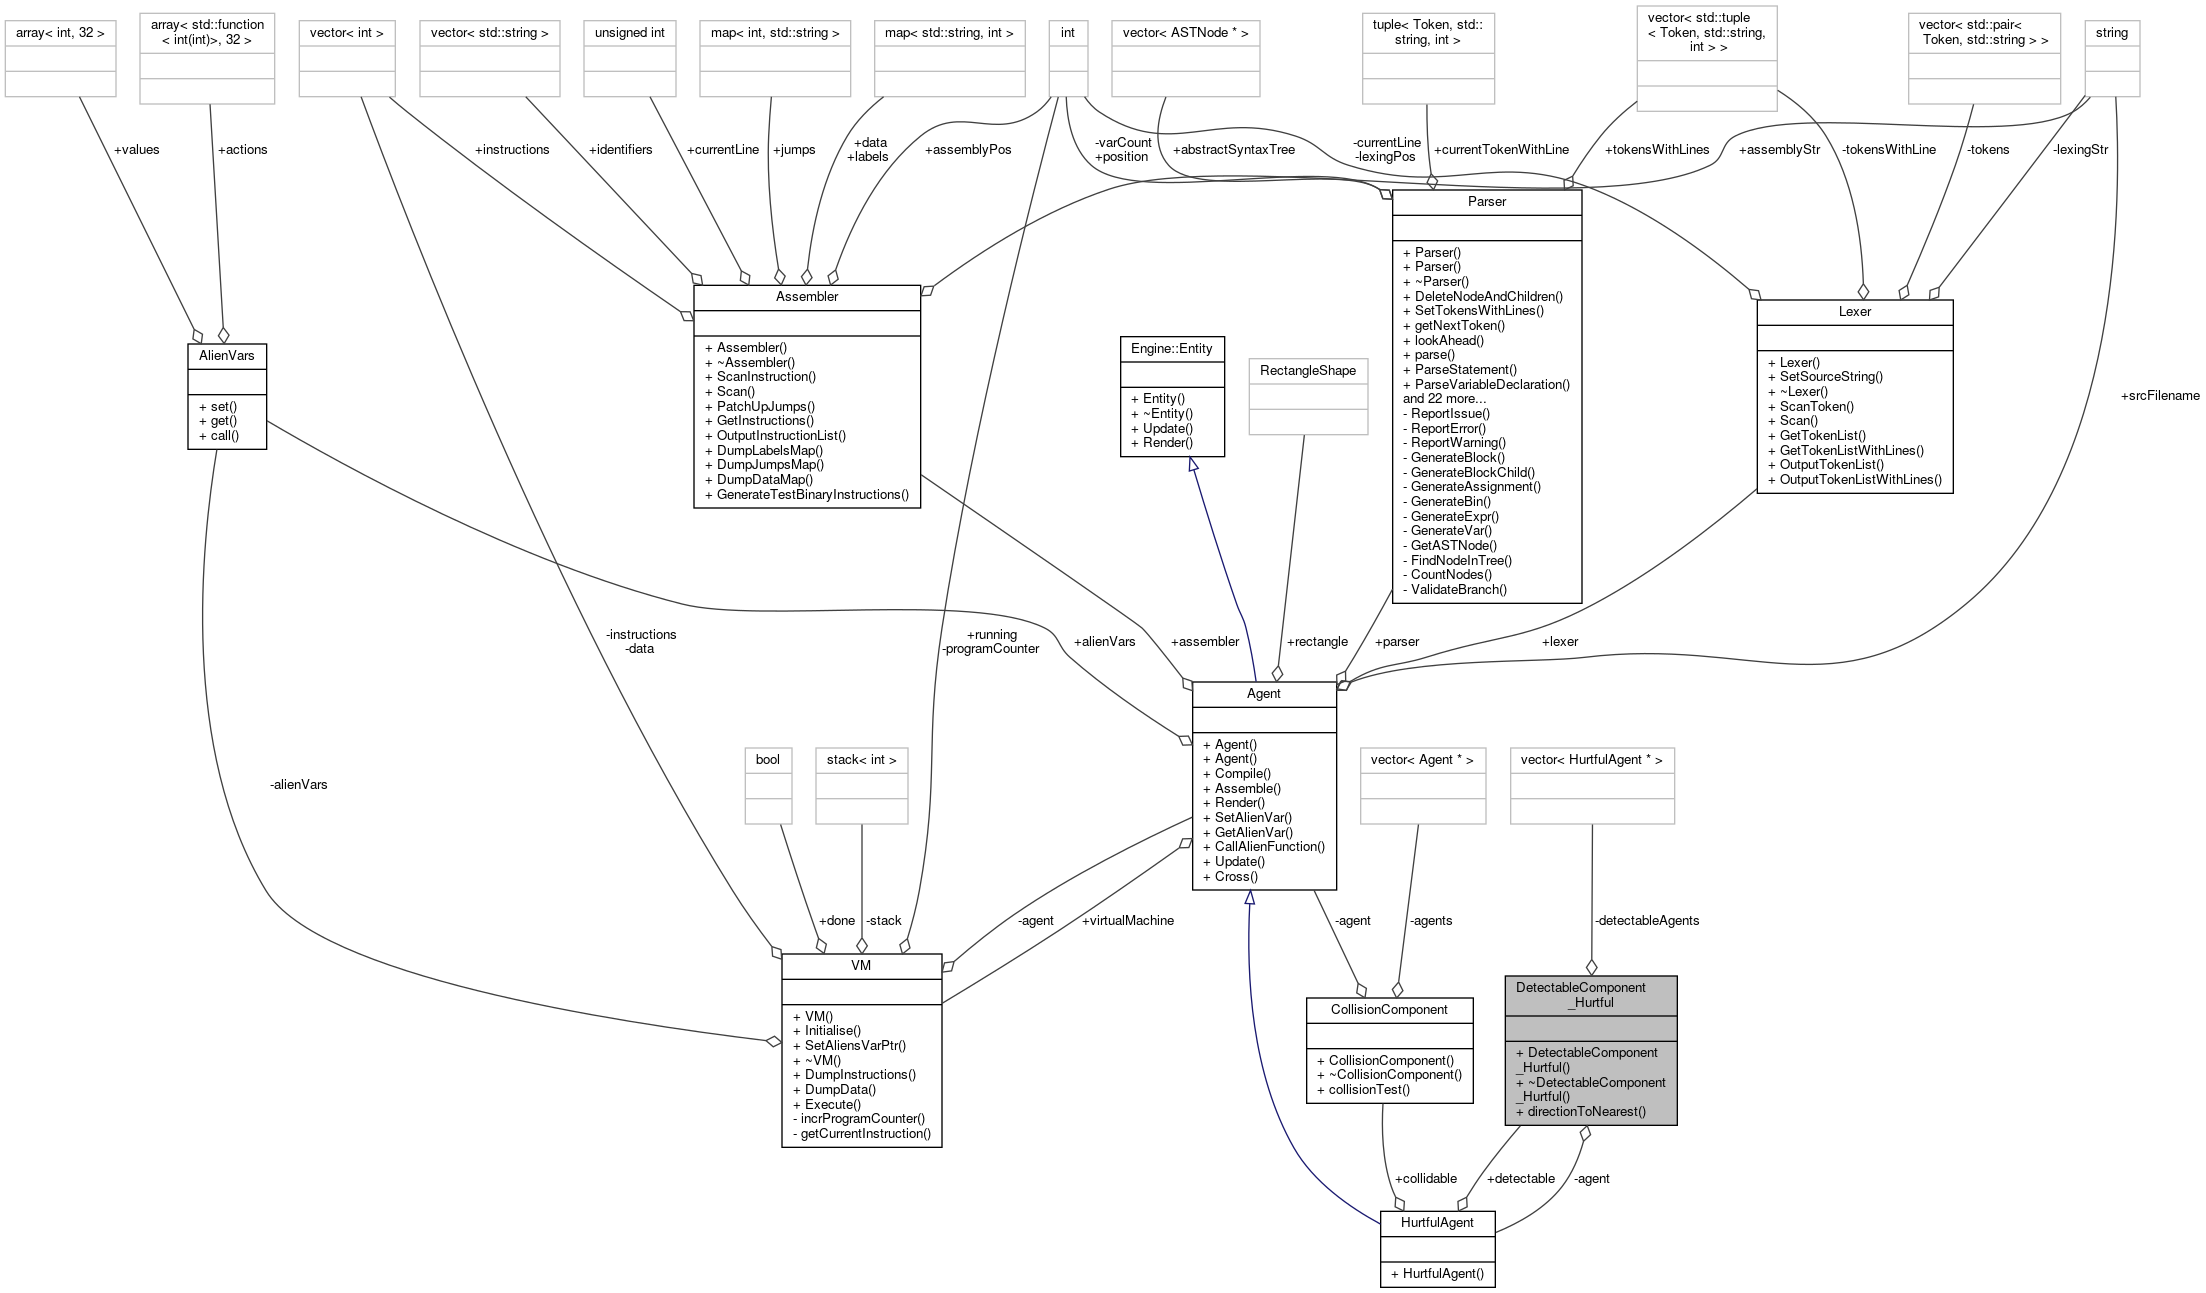 array< int, 32 >
array< std::function
< int(int)>, 32 >
vector< int >
vector< std::string >
unsigned int
map< int, std::string >
map< std::string, int >
int
vector< ASTNode * >
tuple< Token, std::
string, int >
vector< std::tuple
< Token, std::string,
int > >
vector< std::pair<
Token, std::string > >
string
+values
+actions
+instructions
+identifiers
+currentLine
+jumps
+data
+labels
+assemblyPos
-varCount
+position
+abstractSyntaxTree
-currentLine
-lexingPos
+currentTokenWithLine
+tokensWithLines
+assemblyStr
-tokensWithLine
-tokens
-lexingStr
Parser
+ Parser()
+ Parser()
+ ~Parser()
+ DeleteNodeAndChildren()
+ SetTokensWithLines()
+ getNextToken()
+ lookAhead()
+ parse()
+ ParseStatement()
+ ParseVariableDeclaration()
and 22 more...
- ReportIssue()
- ReportError()
- ReportWarning()
- GenerateBlock()
- GenerateBlockChild()
- GenerateAssignment()
- GenerateBin()
- GenerateExpr()
- GenerateVar()
- GetASTNode()
- FindNodeInTree()
- CountNodes()
- ValidateBranch()
Assembler
+ Assembler()
+ ~Assembler()
+ ScanInstruction()
+ Scan()
+ PatchUpJumps()
+ GetInstructions()
+ OutputInstructionList()
+ DumpLabelsMap()
+ DumpJumpsMap()
+ DumpDataMap()
+ GenerateTestBinaryInstructions()
Lexer
+ Lexer()
+ SetSourceString()
+ ~Lexer()
+ ScanToken()
+ Scan()
+ GetTokenList()
+ GetTokenListWithLines()
+ OutputTokenList()
+ OutputTokenListWithLines()
AlienVars
+ set()
+ get()
+ call()
Engine::Entity
+ Entity()
+ ~Entity()
+ Update()
+ Render()
RectangleShape
+srcFilename
-instructions
-data
+running
-programCounter
+alienVars
+assembler
+rectangle
+parser
+lexer
Agent
+ Agent()
+ Agent()
+ Compile()
+ Assemble()
+ Render()
+ SetAlienVar()
+ GetAlienVar()
+ CallAlienFunction()
+ Update()
+ Cross()
bool
stack< int >
vector< Agent * >
vector< HurtfulAgent * >
-alienVars
+done
-stack
-agent
+virtualMachine
-agent
-agents
-detectableAgents
VM
+ VM()
+ Initialise()
+ SetAliensVarPtr()
+ ~VM()
+ DumpInstructions()
+ DumpData()
+ Execute()
- incrProgramCounter()
- getCurrentInstruction()
CollisionComponent
+ CollisionComponent()
+ ~CollisionComponent()
+ collisionTest()
DetectableComponent
_Hurtful
+ DetectableComponent
_Hurtful()
+ ~DetectableComponent
_Hurtful()
+ directionToNearest()
+collidable
+detectable
-agent
HurtfulAgent
+ HurtfulAgent()